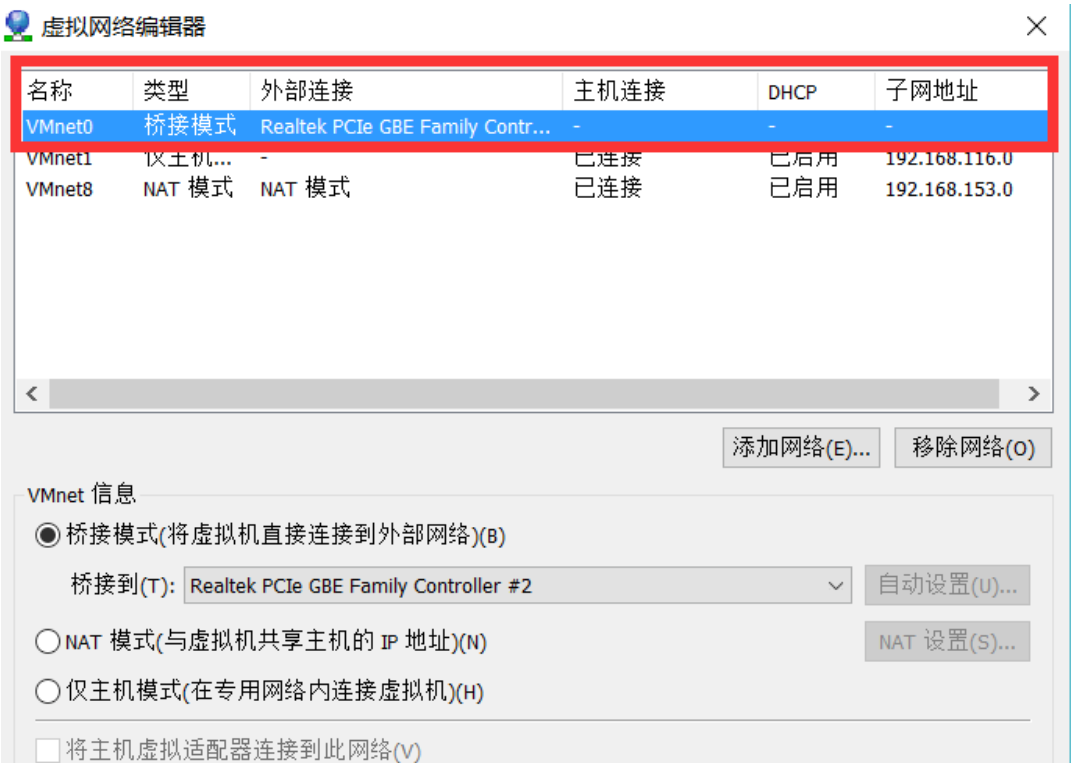 虚拟网络编辑器
名称 类型 外部连接 主机连接 DHCP 子网地址
VMnet0 桥接模式 Realtek PCIe GBE Family Contr... - - -
VMnet1 仅主机... - 已连接 已启用 192.168.116.0
VMnet8 NAT 模式 NAT 模式 已连接 已启用 192.168.153.0
添加网络(E)... 移除网络(O)
VMnet 信息
桥接模式(将虚拟机直接连接到外部网络)(B)
桥接到(T): Realtek PCIe GBE Family Controller #2 自动设置(U)...
NAT 模式(与虚拟机共享主机的 IP 地址)(N) NAT 设置(S)...
仅主机模式(在专用网络内连接虚拟机)(H)
将主机虚拟适配器连接到此网络(V)